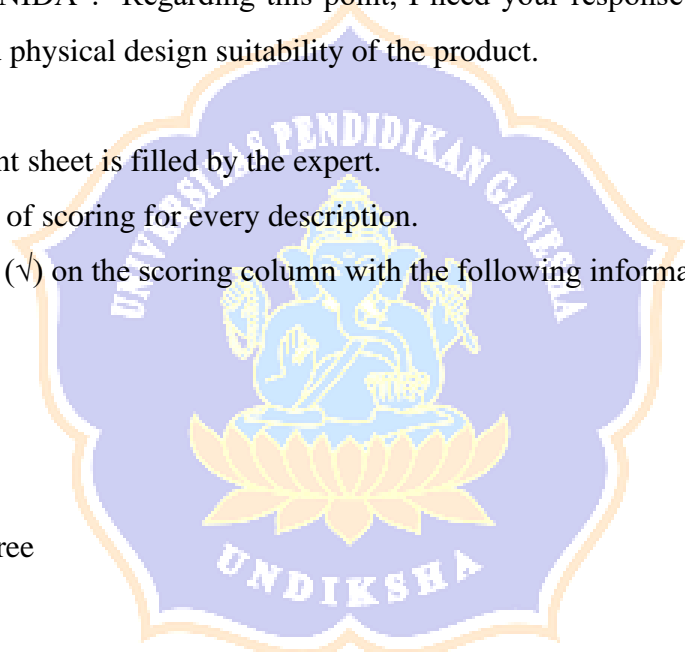 NIDA”. Regarding this point, I need your response
physical design suitability of the product.
nt sheet is filled by the expert.
of scoring for every description.
(√) on the scoring column with the following informa
ree
UNIVERSITAS PENDIDIKAN GANESHA
UNDIKSHA